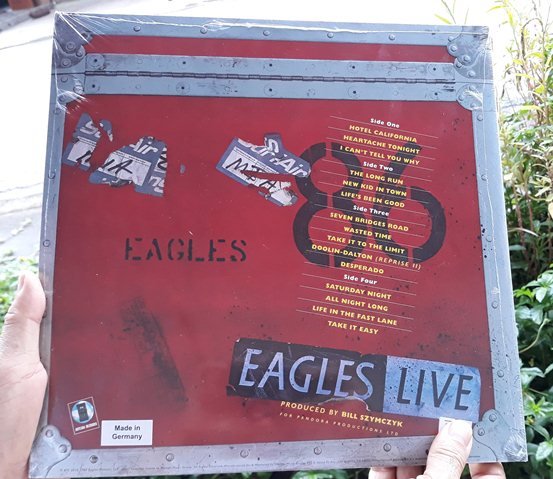 Side One
HOTEL CALIFORNIA
HEARTACHE TONIGHT
I CAN'T TELL YOU WHY
Side Two
THE LONG RUN
NEW KID IN TOWN
LIFE'S BEEN GOOD
Side Three
SEVEN BRIDGES ROAD
WASTED TIME
TAKE IT TO THE LIMIT
DOOLIN-DALTON (REPRISE II)
DESPERADO
Side Four
SATURDAY NIGHT
ALL NIGHT LONG
LIFE IN THE FAST LANE
TAKE IT EASY
EAGLES
EAGLES LIVE
PRODUCED BY BILL SZYMCZYK
FOR PANDORA PRODUCTIONS LTD
Made in
Germany